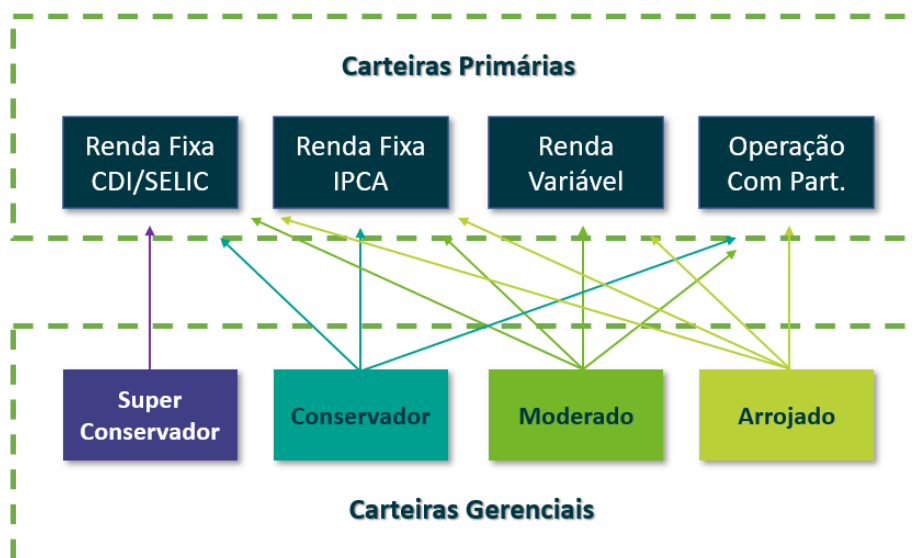 Carteiras Primárias
Renda Fixa
CDI/SELIC
Renda Fixa
IPCA
Renda
Variável
Operação
Com Part.
Super
Conservador
Conservador
Moderado
Arrojado
Carteiras Gerenciais